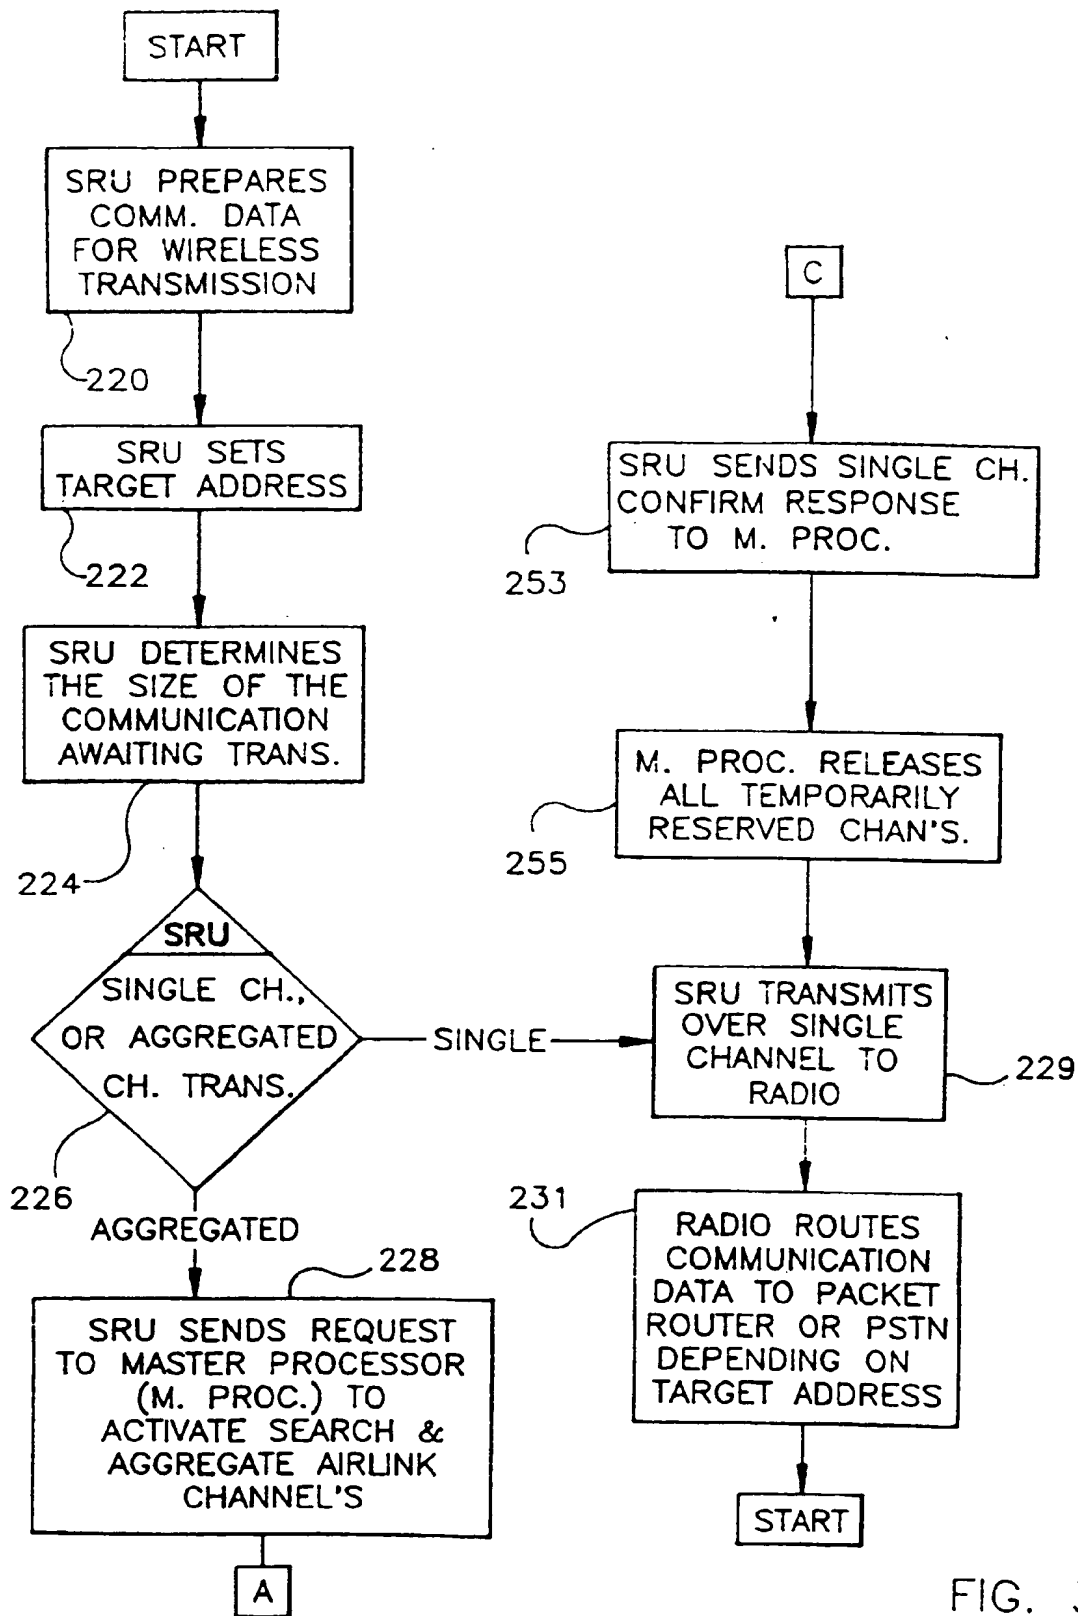 START
SRU PREPARES
COMM. DATA
FOR WIRELESS
TRANSMISSION
220
SRU SETS
TARGET ADDRESS
222
SRU DETERMINES
THE SIZE OF THE
COMMUNICATION
AWAITING TRANS.
224
SRU
SINGLE CH.,
OR AGGREGATED
CH. TRANS.
226
SINGLE
AGGREGATED
228
SRU SENDS REQUEST
TO MASTER PROCESSOR
(M. PROC.) TO
ACTIVATE SEARCH &
AGGREGATE AIRLINK
CHANNEL'S
A
C
SRU SENDS SINGLE CH.
CONFIRM RESPONSE
TO M. PROC.
253
M. PROC. RELEASES
ALL TEMPORARILY
RESERVED CHAN'S.
255
SRU TRANSMITS
OVER SINGLE
CHANNEL TO
RADIO
229
231
RADIO ROUTES
COMMUNICATION
DATA TO PACKET
ROUTER OR PSTN
DEPENDING ON
TARGET ADDRESS
START
FIG.